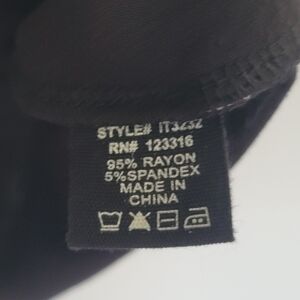 STYLE# IT3232
RN# 123316
95% RAYON
5%SPANDEX
MADE IN
CHINA